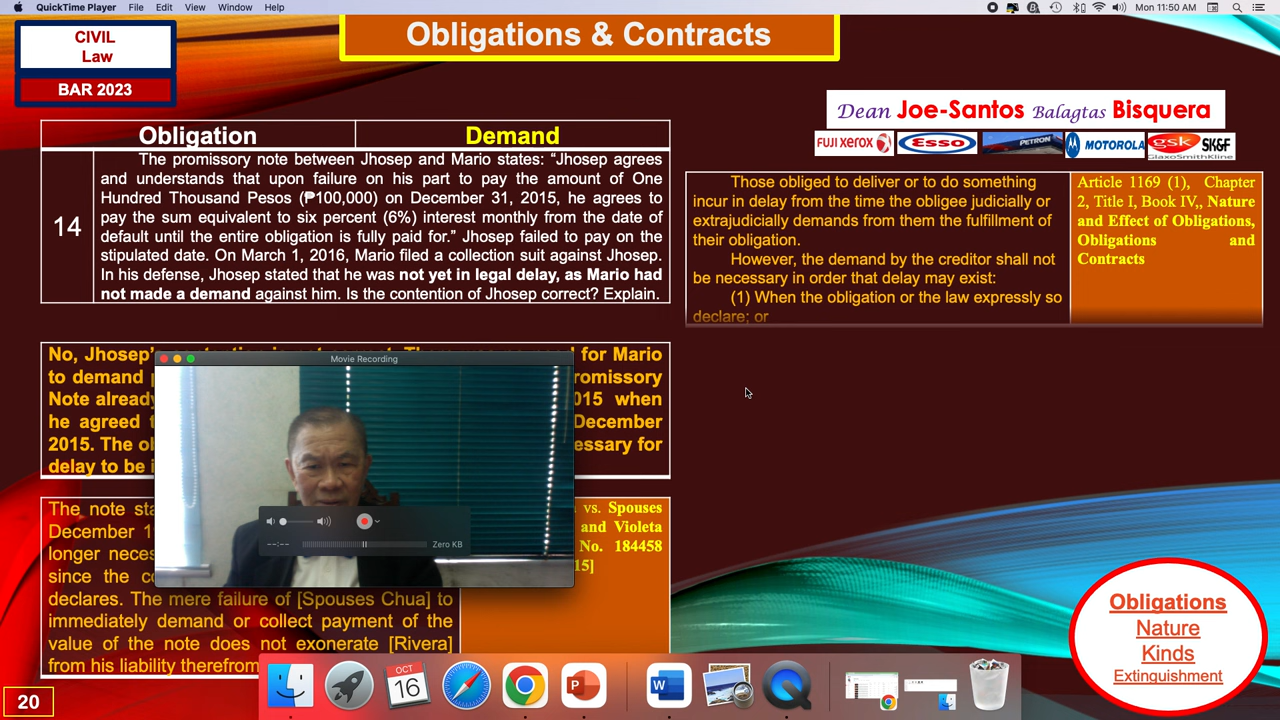 QuickTime Player File Edit View Window Help
Mon 11:50 AM
CIVIL
Law
BAR 2023
Obligations & Contracts
Dean Joe-Santos Balagtas Bisquera
FUJI XEROX
ESSO
PETRON
MOTOROLA
gsk SK&F
GlaxoSmithKline
Obligation Demand
14
The promissory note between Jhosep and Mario states: “Jhosep agrees
and understands that upon failure on his part to pay the amount of One
Hundred Thousand Pesos (₱100,000) on December 31, 2015, he agrees to
pay the sum equivalent to six percent (6%) interest monthly from the date of
default until the entire obligation is fully paid for.” Jhosep failed to pay on the
stipulated date. On March 1, 2016, Mario filed a collection suit against Jhosep.
In his defense, Jhosep stated that he was not yet in legal delay, as Mario had
not made a demand against him. Is the contention of Jhosep correct? Explain.
Those obliged to deliver or to do something
incur in delay from the time the obligee judicially or
extrajudicially demands from them the fulfillment of
their obligation.
However, the demand by the creditor shall not
be necessary in order that delay may exist:
(1) When the obligation or the law expressly so
declare; or
Article 1169 (1), Chapter
2, Title I, Book IV,, Nature
and Effect of Obligations,
Obligations and
Contracts
No, Jhosep’s for Mario
to demand romissory
Note already 015 when
he agreed December
2015. The ssary for
delay to be
Movie Recording
--:-- Zero KB
The note
December
longer
since the
declares. The mere failure of [Spouses Chua] to
immediately demand or collect payment of the
value of the note does not exonerate [Rivera]
from his liability therefrom
vs. Spouses
and Violeta
No. 184458
15]
OCT
16
Obligations
Nature
Kinds
Extinguishment
20